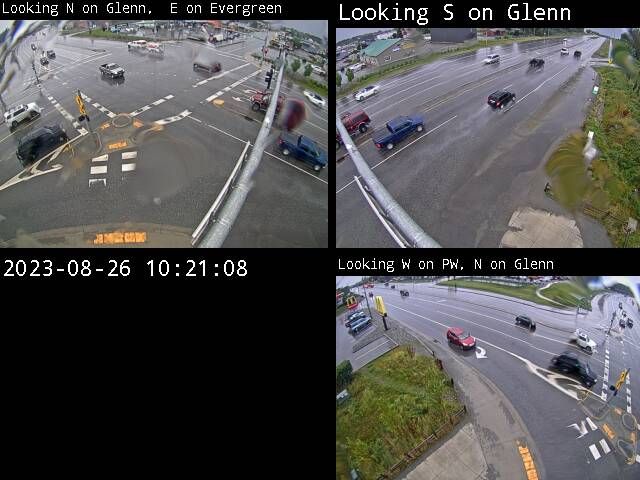 Looking N on Glenn,  E on Evergreen
Looking S on Glenn
2023-08-26 10:21:08
Looking W on PW, N on Glenn